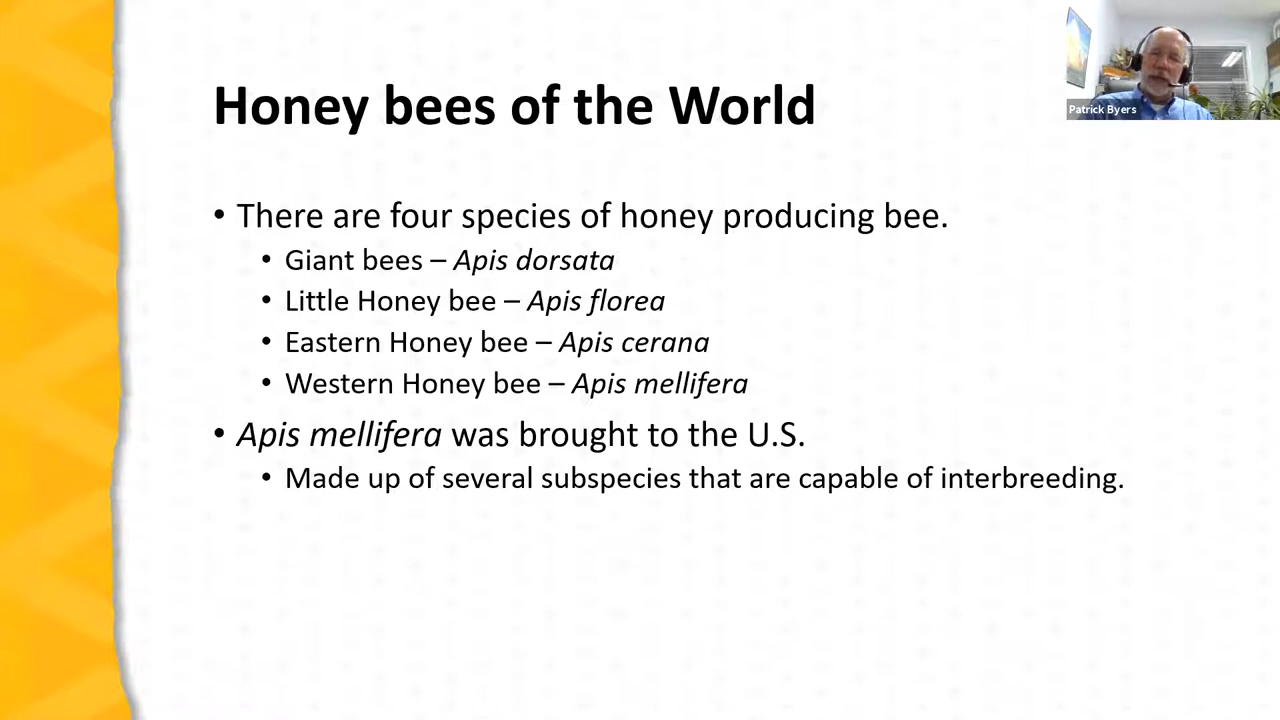 Honey bees of the World
• There are four species of honey producing bee.
• Giant bees – Apis dorsata
• Little Honey bee – Apis florea
• Eastern Honey bee – Apis cerana
• Western Honey bee – Apis mellifera
• Apis mellifera was brought to the U.S.
• Made up of several subspecies that are capable of interbreeding.
Patrick Byers